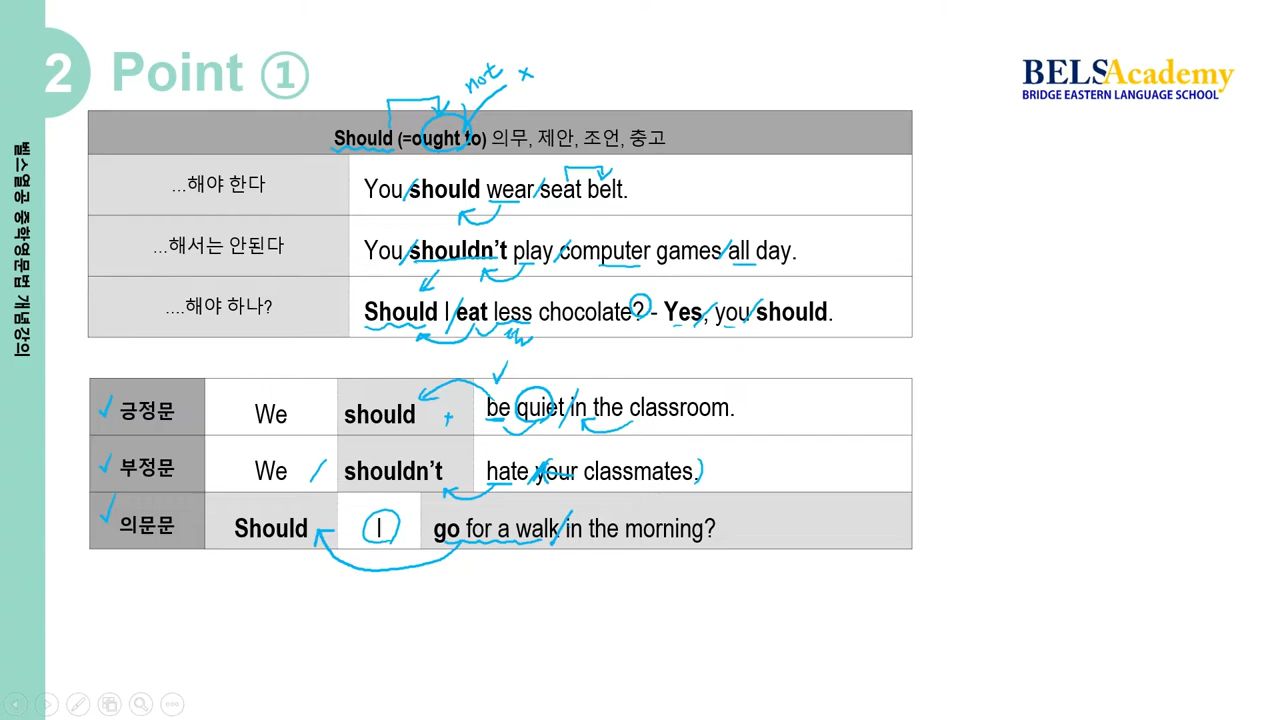 2 Point ①
BELS Academy
BRIDGE EASTERN LANGUAGE SCHOOL
벨스열공 중학영문법 개념강의
not x
Should (=ought to) 의무, 제안, 조언, 충고
...해야 한다 You should wear seat belt.
...해서는 안된다 You shouldn't play computer games all day.
....해야 하나? Should I eat less chocolate? - Yes, you should.
긍정문 We should + be quiet in the classroom.
부정문 We shouldn't hate your classmates.
의문문 Should I go for a walk in the morning?